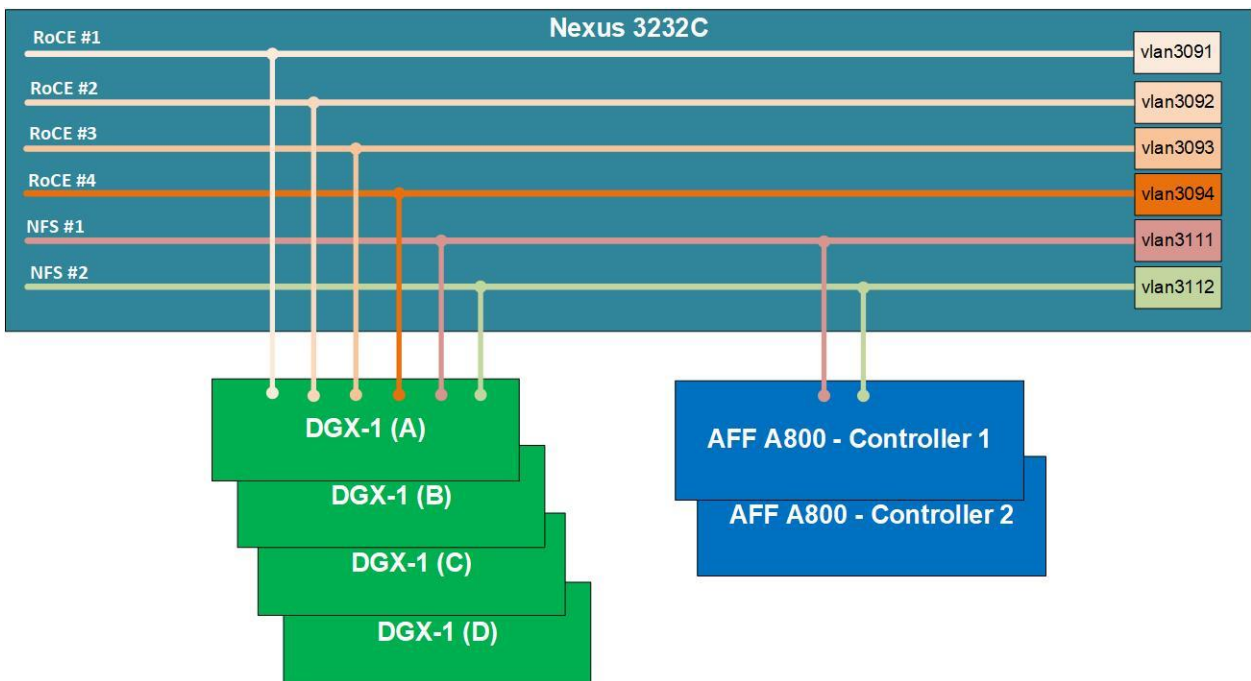 Nexus 3232C
RoCE #1
vlan3091
RoCE #2
vlan3092
RoCE #3
vlan3093
RoCE #4
vlan3094
NFS #1
vlan3111
NFS #2
vlan3112
DGX-1 (A)
DGX-1 (B)
DGX-1 (C)
DGX-1 (D)
AFF A800 - Controller 1
AFF A800 - Controller 2